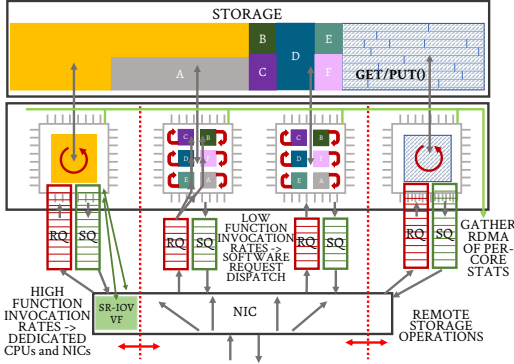 STORAGE
B
E
A
D
C
F
GET/PUT()
C
B
D
F
E
A
C
B
D
F
E
A
RQ
SQ
RQ
SQ
LOW
FUNCTION
INVOCATION
RATES ->
SOFTWARE
REQUEST
DISPATCH
RQ
SQ
RQ
SQ
GATHER
RDMA
OF PER-
CORE
STATS
HIGH
FUNCTION
INVOCATION
RATES ->
DEDICATED
CPUs and NICs
SR-IOV
VF
NIC
REMOTE
STORAGE
OPERATIONS